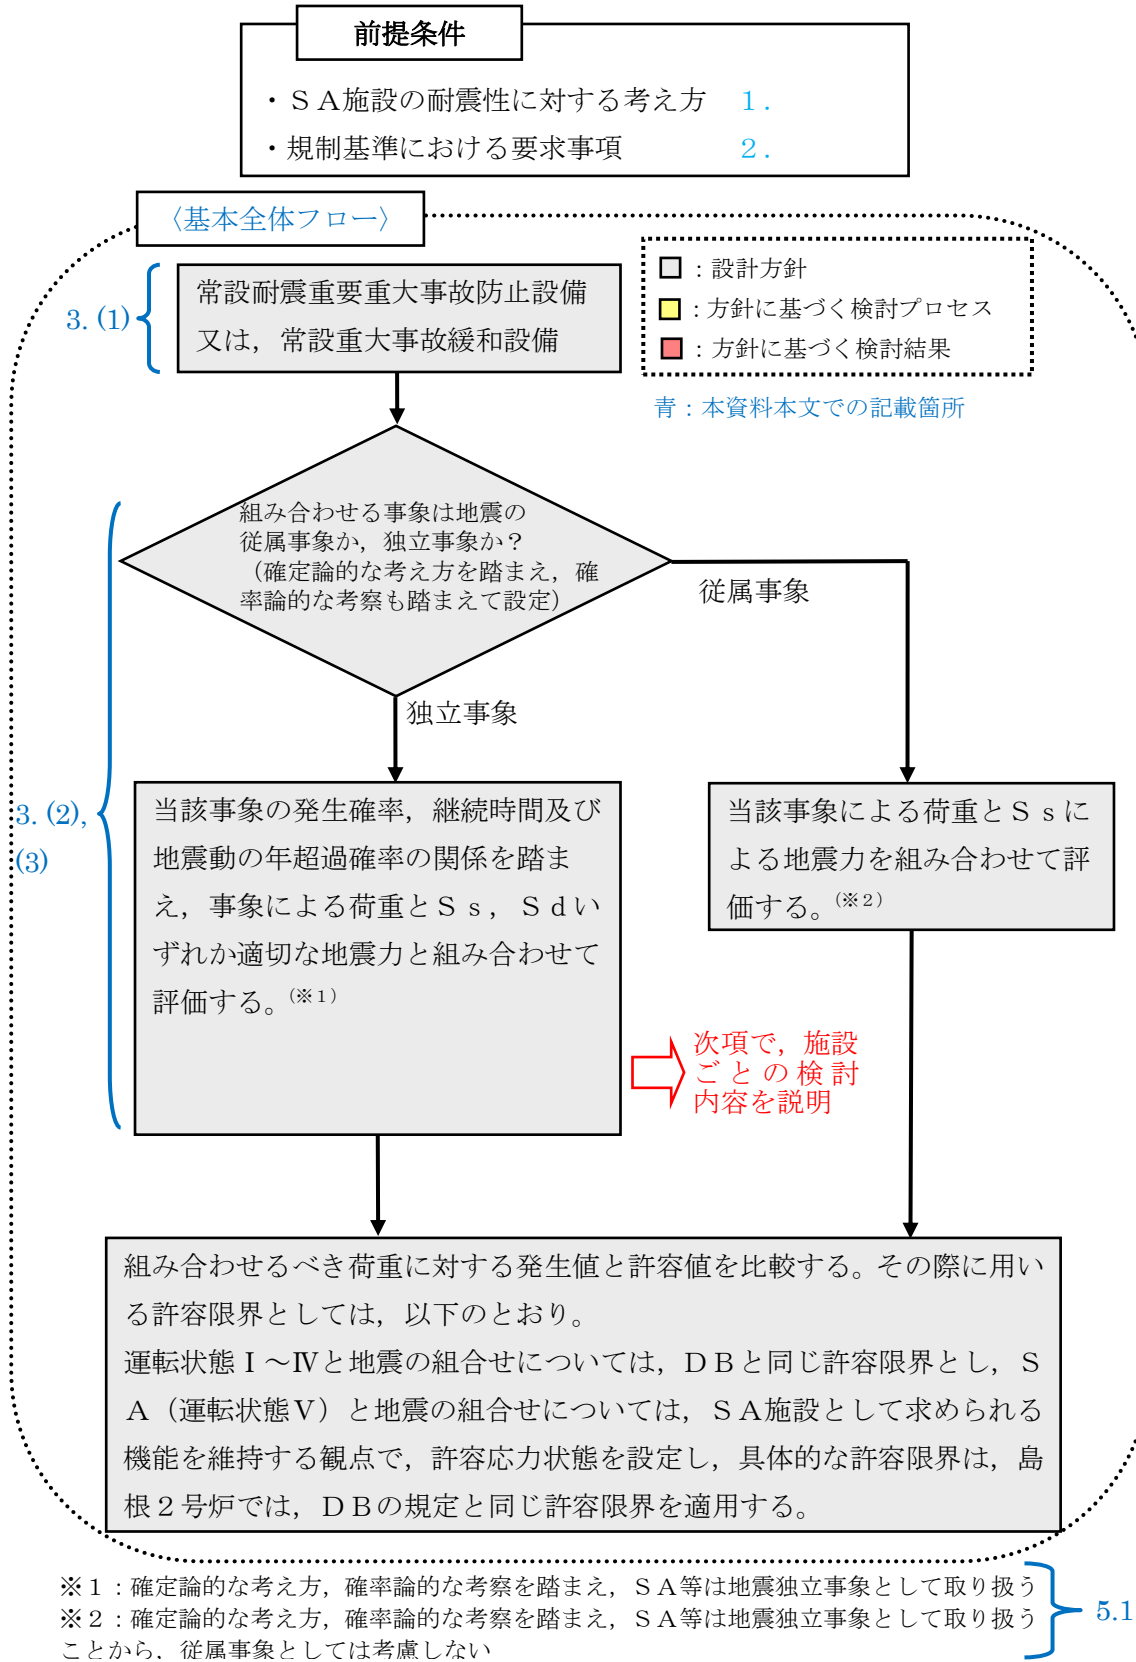 前提条件
・ＳＡ施設の耐震性に対する考え方　１．
・規制基準における要求事項　２．
〈基本全体フロー〉
：設計方針
：方針に基づく検討プロセス
：方針に基づく検討結果
青：本資料本文での記載箇所
3. (1)
常設耐震重要重大事故防止設備
又は，常設重大事故緩和設備
組み合わせる事象は地震の
従属事象か，独立事象か？
（確定論的な考え方を踏まえ，確
率論的な考察も踏まえて設定）
従属事象
独立事象
3. (2),
(3)
当該事象の発生確率，継続時間及び
地震動の年超過確率の関係を踏ま
え，事象による荷重とＳｓ，Ｓｄい
ずれか適切な地震力と組み合わせて
評価する。(※１)
当該事象による荷重とＳｓに
よる地震力を組み合わせて評
価する。(※２)
次項で，施設
ごとの検討
内容を説明
組み合わせるべき荷重に対する発生値と許容値を比較する。その際に用い
る許容限界としては，以下のとおり。
運転状態Ⅰ～Ⅳと地震の組合せについては，ＤＢと同じ許容限界とし，Ｓ
Ａ（運転状態Ⅴ）と地震の組合せについては，ＳＡ施設として求められる
機能を維持する観点で，許容応力状態を設定し，具体的な許容限界は，島
根２号炉では，ＤＢの規定と同じ許容限界を適用する。
※１：確定論的な考え方，確率論的な考察を踏まえ，ＳＡ等は地震独立事象として取り扱う
※２：確定論的な考え方，確率論的な考察を踏まえ，ＳＡ等は地震独立事象として取り扱う
ことから，従属事象としては考慮しない
5.1